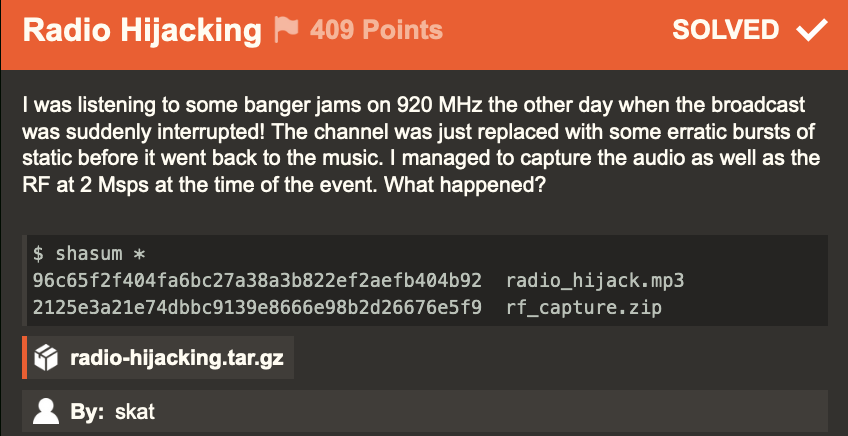 Radio Hijacking 409 Points SOLVED
I was listening to some banger jams on 920 MHz the other day when the broadcast
was suddenly interrupted! The channel was just replaced with some erratic bursts of
static before it went back to the music. I managed to capture the audio as well as the
RF at 2 Msps at the time of the event. What happened?
$ shasum *
96c65f2f404fa6bc27a38a3b822ef2aefb404b92  radio_hijack.mp3
2125e3a21e74dbbc9139e8666e98b2d26676e5f9  rf_capture.zip
radio-hijacking.tar.gz
By: skat